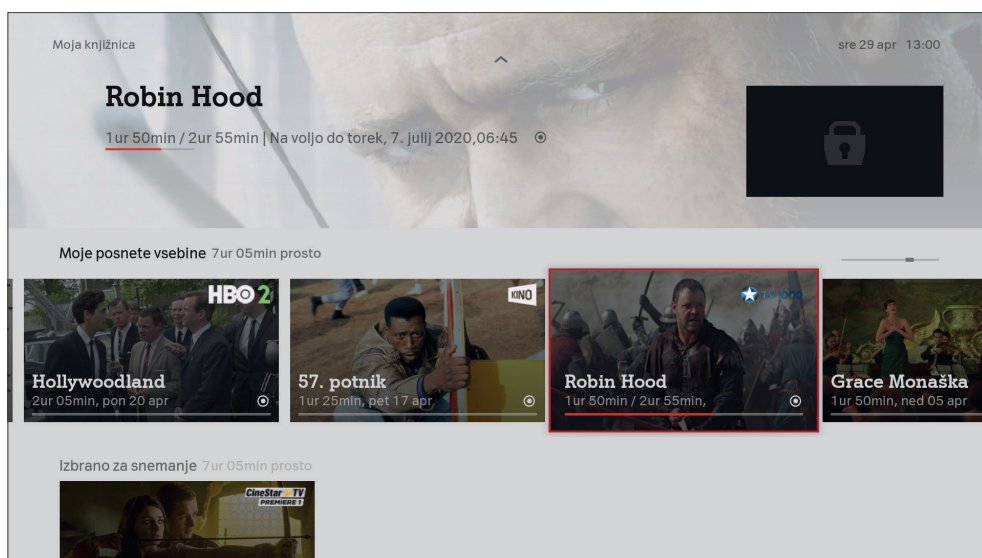 Moja knjižnica
sre 29 apr 13:00
Robin Hood
1ur 50min / 2ur 55min | Na voljo do torek, 7. julij 2020,06:45
Moje posnete vsebine 7ur 05min prosto
HBO 2
Hollywoodland
2ur 05min, pon 20 apr
KINO
57. potnik
1ur 25min, pet 17 apr
Robin Hood
1ur 50min / 2ur 55min,
Grace Monaška
1ur 50min, ned 05 apr
Izbrano za snemanje 7ur 05min prosto
CineStar TV
PREMIERE 1